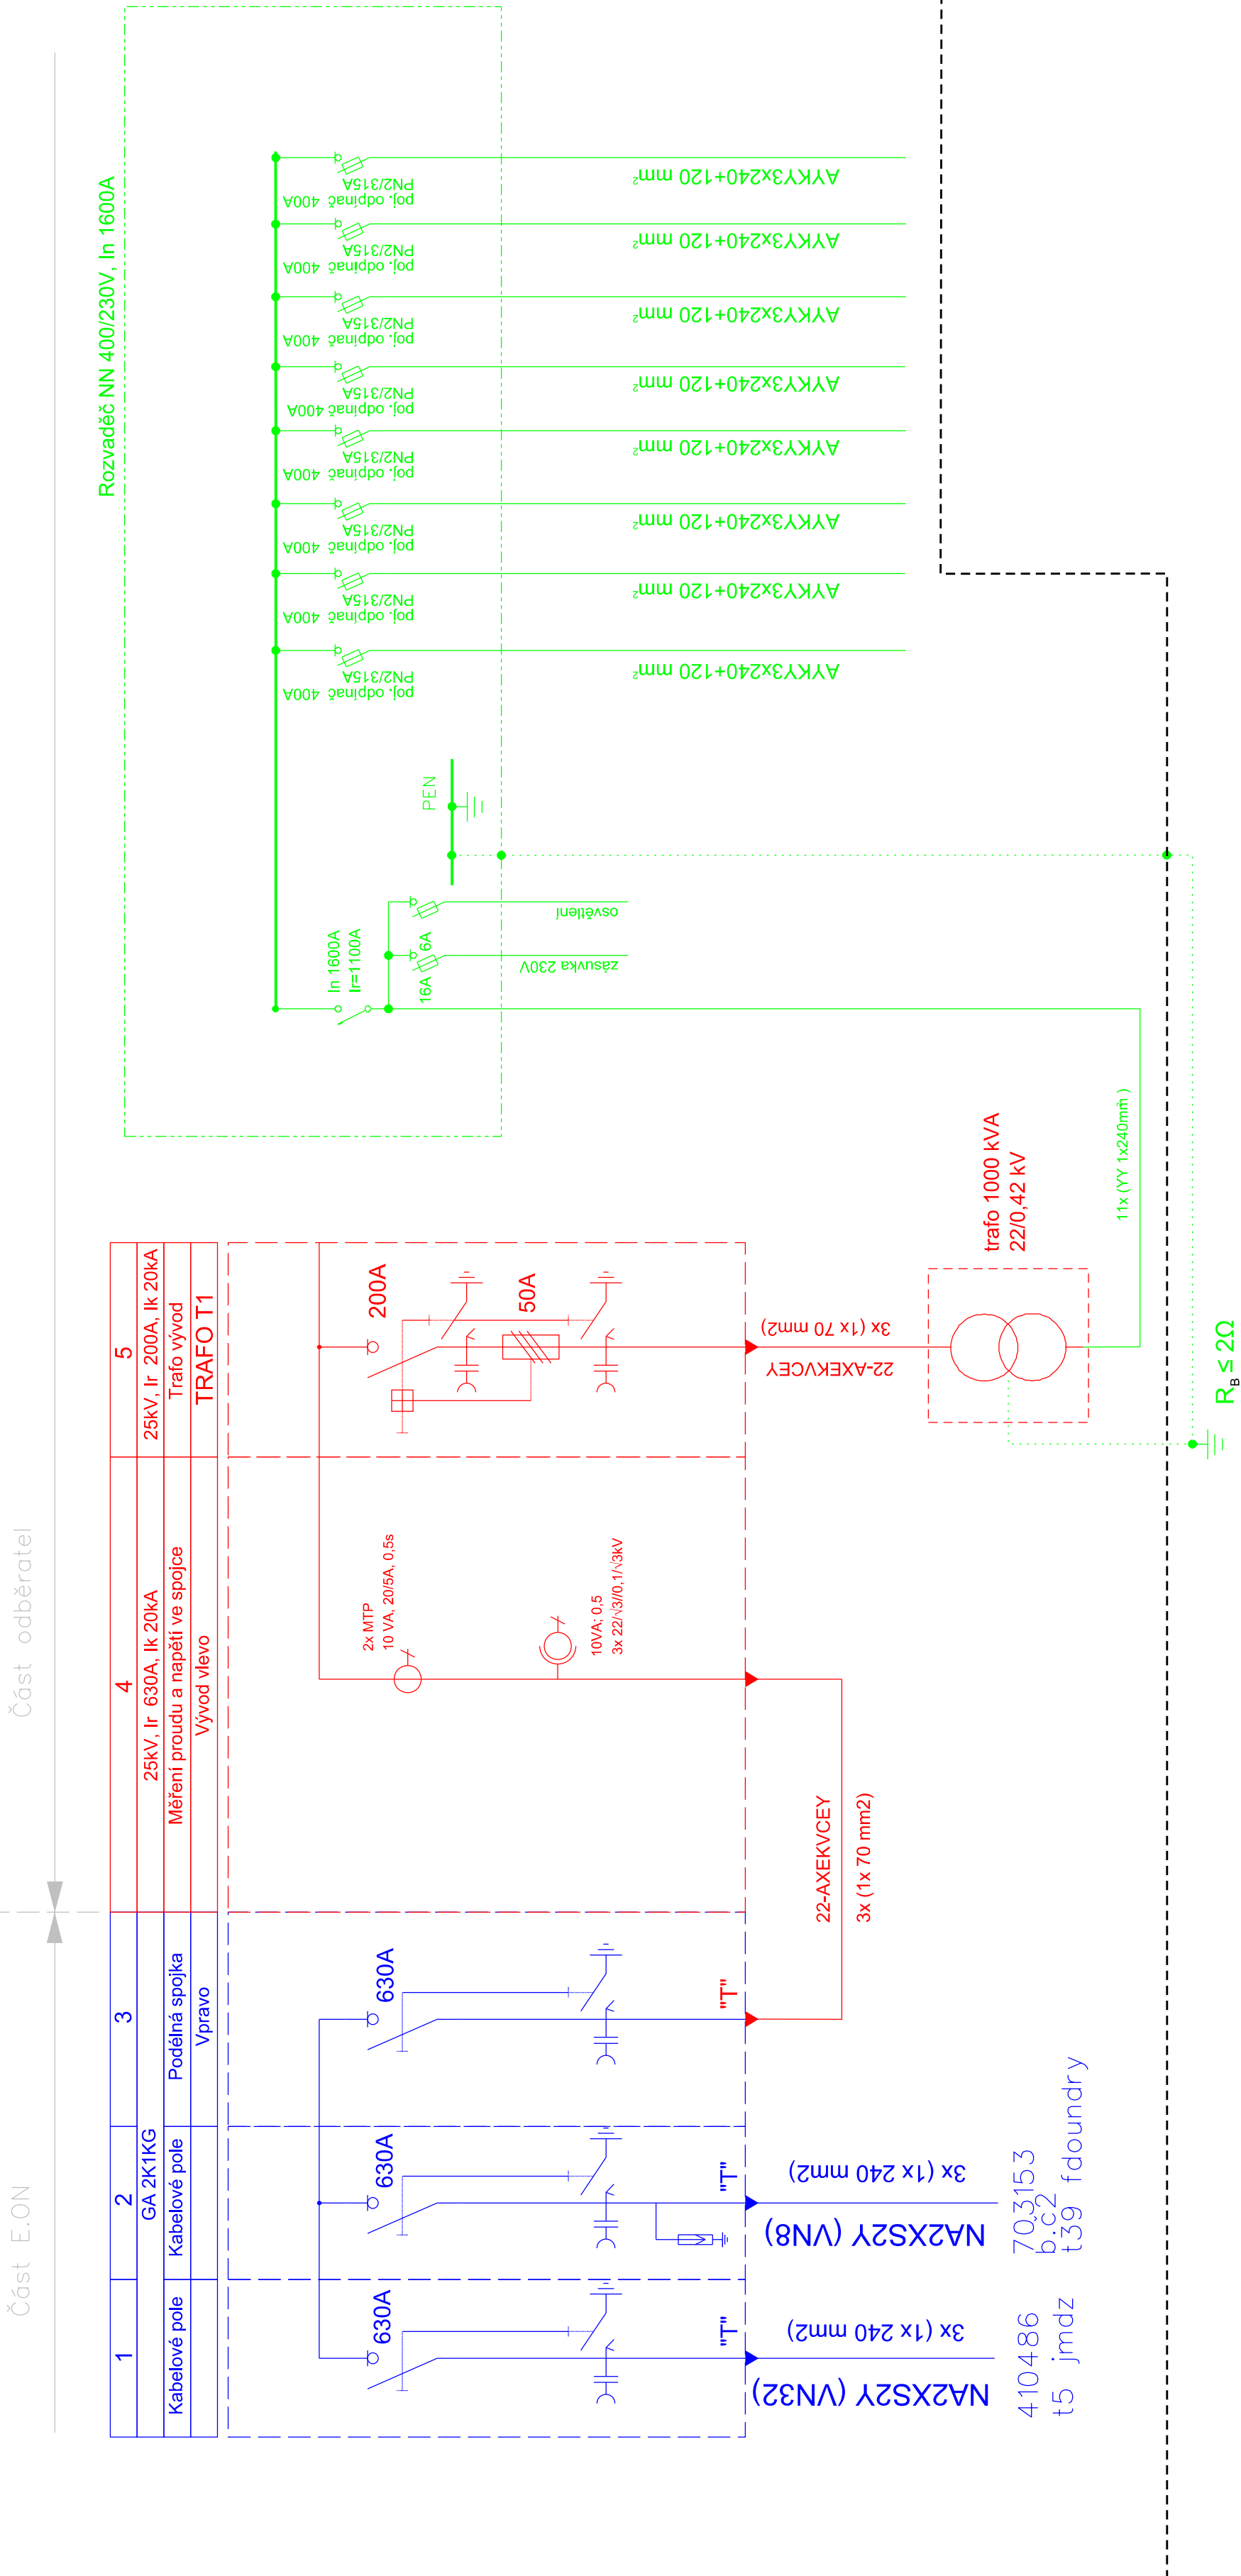 Část E.ON
Část odběratel
1
2
3
4
5
GA 2K1KG
25kV, Ir 630A, Ik 20kA
25kV, Ir 200A, Ik 20kA
Kabelové pole
Kabelové pole
Podélná spojka
Měření proudu a napětí ve spojce
Trafo vývod
Vpravo
Vývod vlevo
TRAFO T1
630A
630A
630A
2x MTP
10 VA, 20/5A, 0,5s
10VA; 0,5
3x 22/√3//0,1/√3kV
200A
50A
"T"
"T"
"T"
3x (1x 240 mm2)
NA2XS2Y (VN32)
3x (1x 240 mm2)
NA2XS2Y (VN8)
410486
t5 jmdz
703153
b.č2
t39 fdoundry
22-AXEKVCEY
3x (1x 70 mm2)
3x (1x 70 mm2)
22-AXEKVCEY
trafo 1000 kVA
22/0,42 kV
11x (YY 1x240mm²)
R_B ≤ 2Ω
Rozvaděč NN 400/230V, In 1600A
In 1600A
Ir=1100A
16A
6A
zásuvka 230V
osvětlení
PEN
PN2/315A
poj. odpínač 400A
AYKY3x240+120 mm²
PN2/315A
poj. odpínač 400A
AYKY3x240+120 mm²
PN2/315A
poj. odpínač 400A
AYKY3x240+120 mm²
PN2/315A
poj. odpínač 400A
AYKY3x240+120 mm²
PN2/315A
poj. odpínač 400A
AYKY3x240+120 mm²
PN2/315A
poj. odpínač 400A
AYKY3x240+120 mm²
PN2/315A
poj. odpínač 400A
AYKY3x240+120 mm²
PN2/315A
poj. odpínač 400A
AYKY3x240+120 mm²